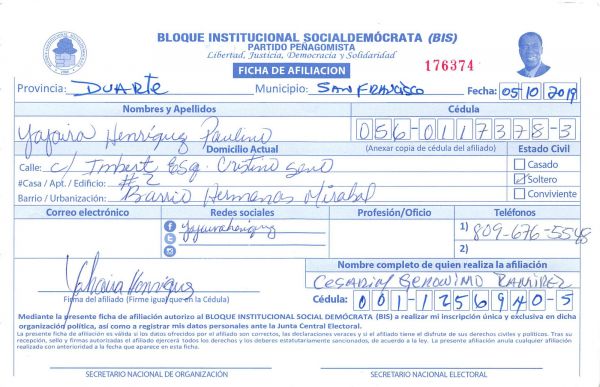 BLOQUE INSTITUCIONAL SOCIALDEMÓCRATA (BIS)
PARTIDO PEÑAGOMISTA
Libertad, Justicia, Democracia y Solidaridad
FICHA DE AFILIACION
176374
Provincia: DUARTE Municipio: SAN FRANCISCO Fecha: 05-10 2019
Nombres y Apellidos Cédula
Yajaira Henríquez Paulino 056-0117378-3
Domicilio Actual (Anexar copia de cédula del afiliado) Estado Civil
Calle: c/ Imbert Esq. Cristino Casado
#Casa / Apt. / Edificio: #2 Soltero
Barrio / Urbanización: Barrio Hermanas Mirabal Conviviente
Correo electrónico Redes sociales Profesión/Oficio Teléfonos
yajairahenriquez 1) 809-676-5548
2)
Nombre completo de quien realiza la afiliación
Yahaira Henriquez CESARIN GERONIMO RAMIREZ
Firma del afiliado (Firme igual que en la Cédula) Cédula: 001-1256940-5
Mediante la presente ficha de afiliación autorizo al BLOQUE INSTITUCIONAL SOCIAL DEMÓCRATA (BIS) a realizar mi inscripción única y exclusiva en dicha
organización política, así como a registrar mis datos personales ante la Junta Central Electoral.
La presente ficha de afiliación es válida si los datos ofrecidos por el afiliado son correctos, las declaraciones veraces y si el afiliado tiene el disfrute de sus derechos civiles y políticos. Tras su
recepción, sello y firmas autorizadas el afiliado ejercerá todos los derechos y los deberes estatutariamente sancionados, de acuerdo a la ley. La presente afiliación anula cualquier afiliación
realizada con anterioridad a la fecha que aparece en esta ficha.
SECRETARIO NACIONAL DE ORGANIZACIÓN SECRETARIO NACIONAL ELECTORAL